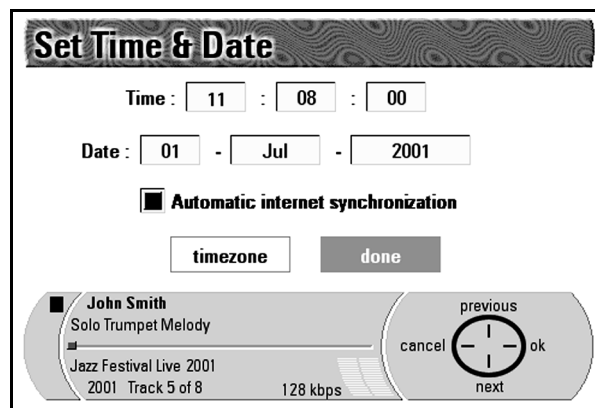 Set Time & Date
Time : 11 : 08 : 00
Date : 01 - Jul - 2001
Automatic internet synchronization
timezone done
John Smith
Solo Trumpet Melody
Jazz Festival Live 2001
2001 Track 5 of 8 128 kbps
previous
cancel ok
next